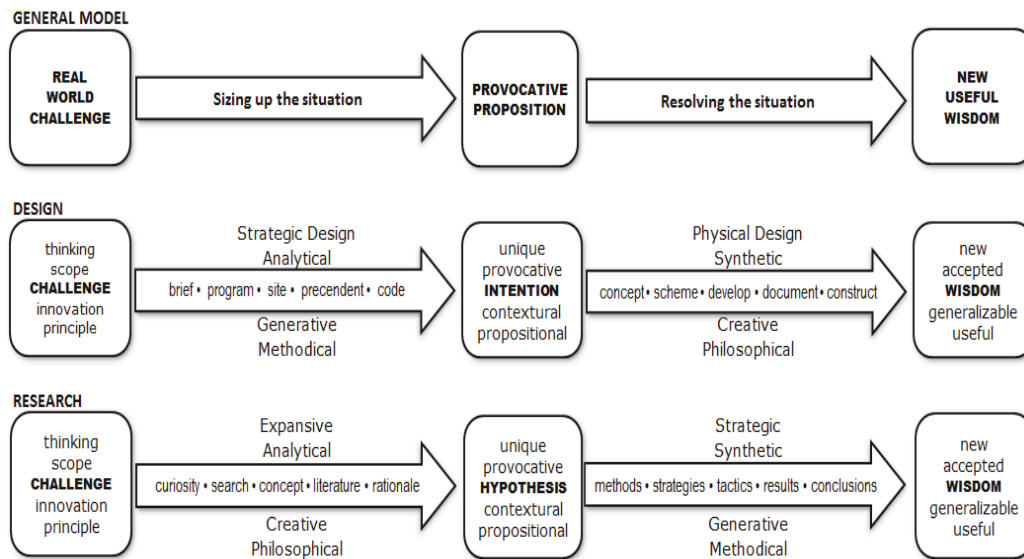 GENERAL MODEL
REAL
WORLD
CHALLENGE
Sizing up the situation
PROVOCATIVE
PROPOSITION
Resolving the situation
NEW
USEFUL
WISDOM
DESIGN
thinking
scope
CHALLENGE
innovation
principle
Strategic Design
Analytical
brief • program • site • precendent • code
Generative
Methodical
unique
provocative
INTENTION
contextural
propositional
Physical Design
Synthetic
concept • scheme • develop • document • construct
Creative
Philosophical
new
accepted
WISDOM
generalizable
useful
RESEARCH
thinking
scope
CHALLENGE
innovation
principle
Expansive
Analytical
curiosity • search • concept • literature • rationale
Creative
Philosophical
unique
provocative
HYPOTHESIS
contextural
propositional
Strategic
Synthetic
methods • strategies • tactics • results • conclusions
Generative
Methodical
new
accepted
WISDOM
generalizable
useful